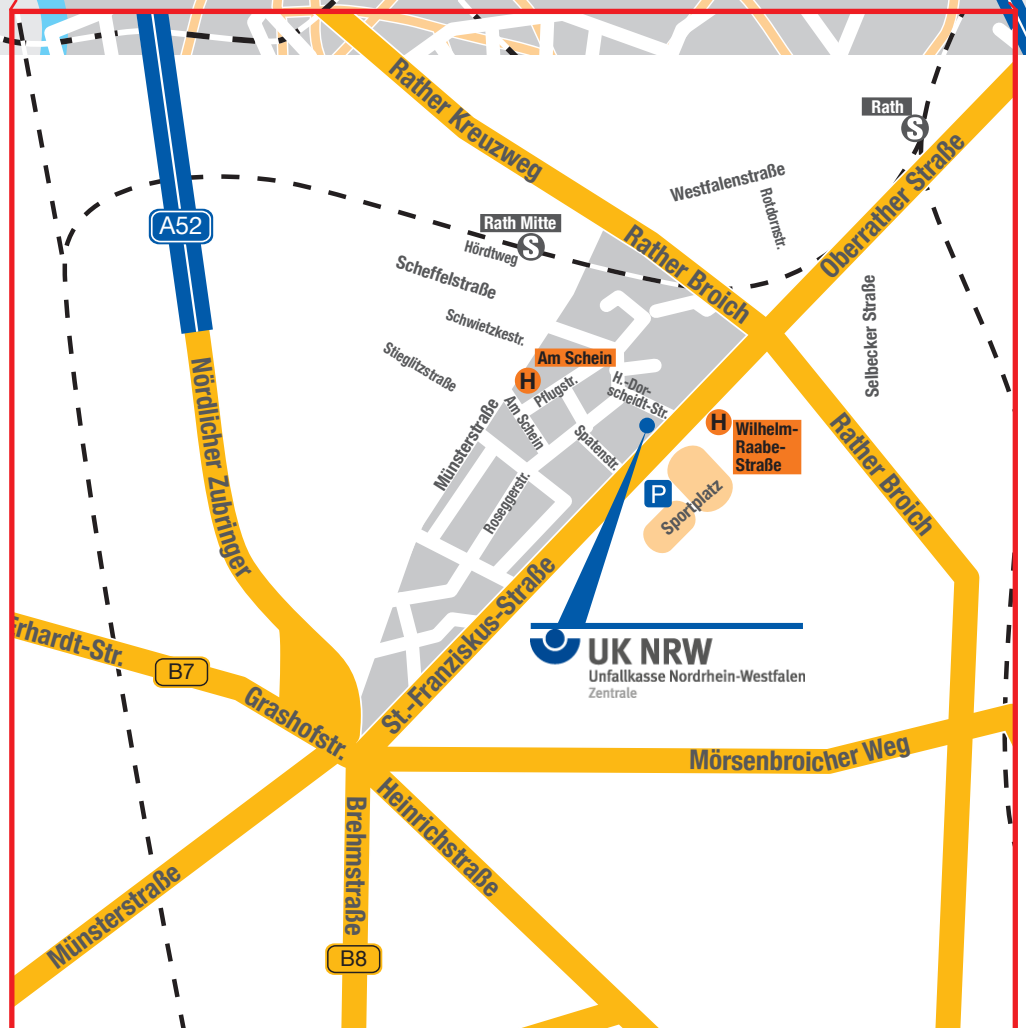 Rather Kreuzweg
Rath
S
Westfalenstraße
Rotdornstr.
Oberrather Straße
A52
Rath Mitte
S
Hördtweg
Rather Broich
Scheffelstraße
Schwietzkestr.
Selbecker Straße
Stieglitzstraße
Am Schein
H
Pflugstr.
H.-Dor-
scheidt-Str.
Nördlicher Zubringer
Münsterstraße
Am Schein
Spatenstr.
H
Wilhelm-
Raabe-
Straße
Rather Broich
Roseggerstr.
P
Sportplatz
St.-Franziskus-Straße
Erhardt-Str.
B7
UK NRW
Unfallkasse Nordrhein-Westfalen
Zentrale
Grashofstr.
Mörsenbroicher Weg
Heinrichstraße
Brehmstraße
Münsterstraße
B8